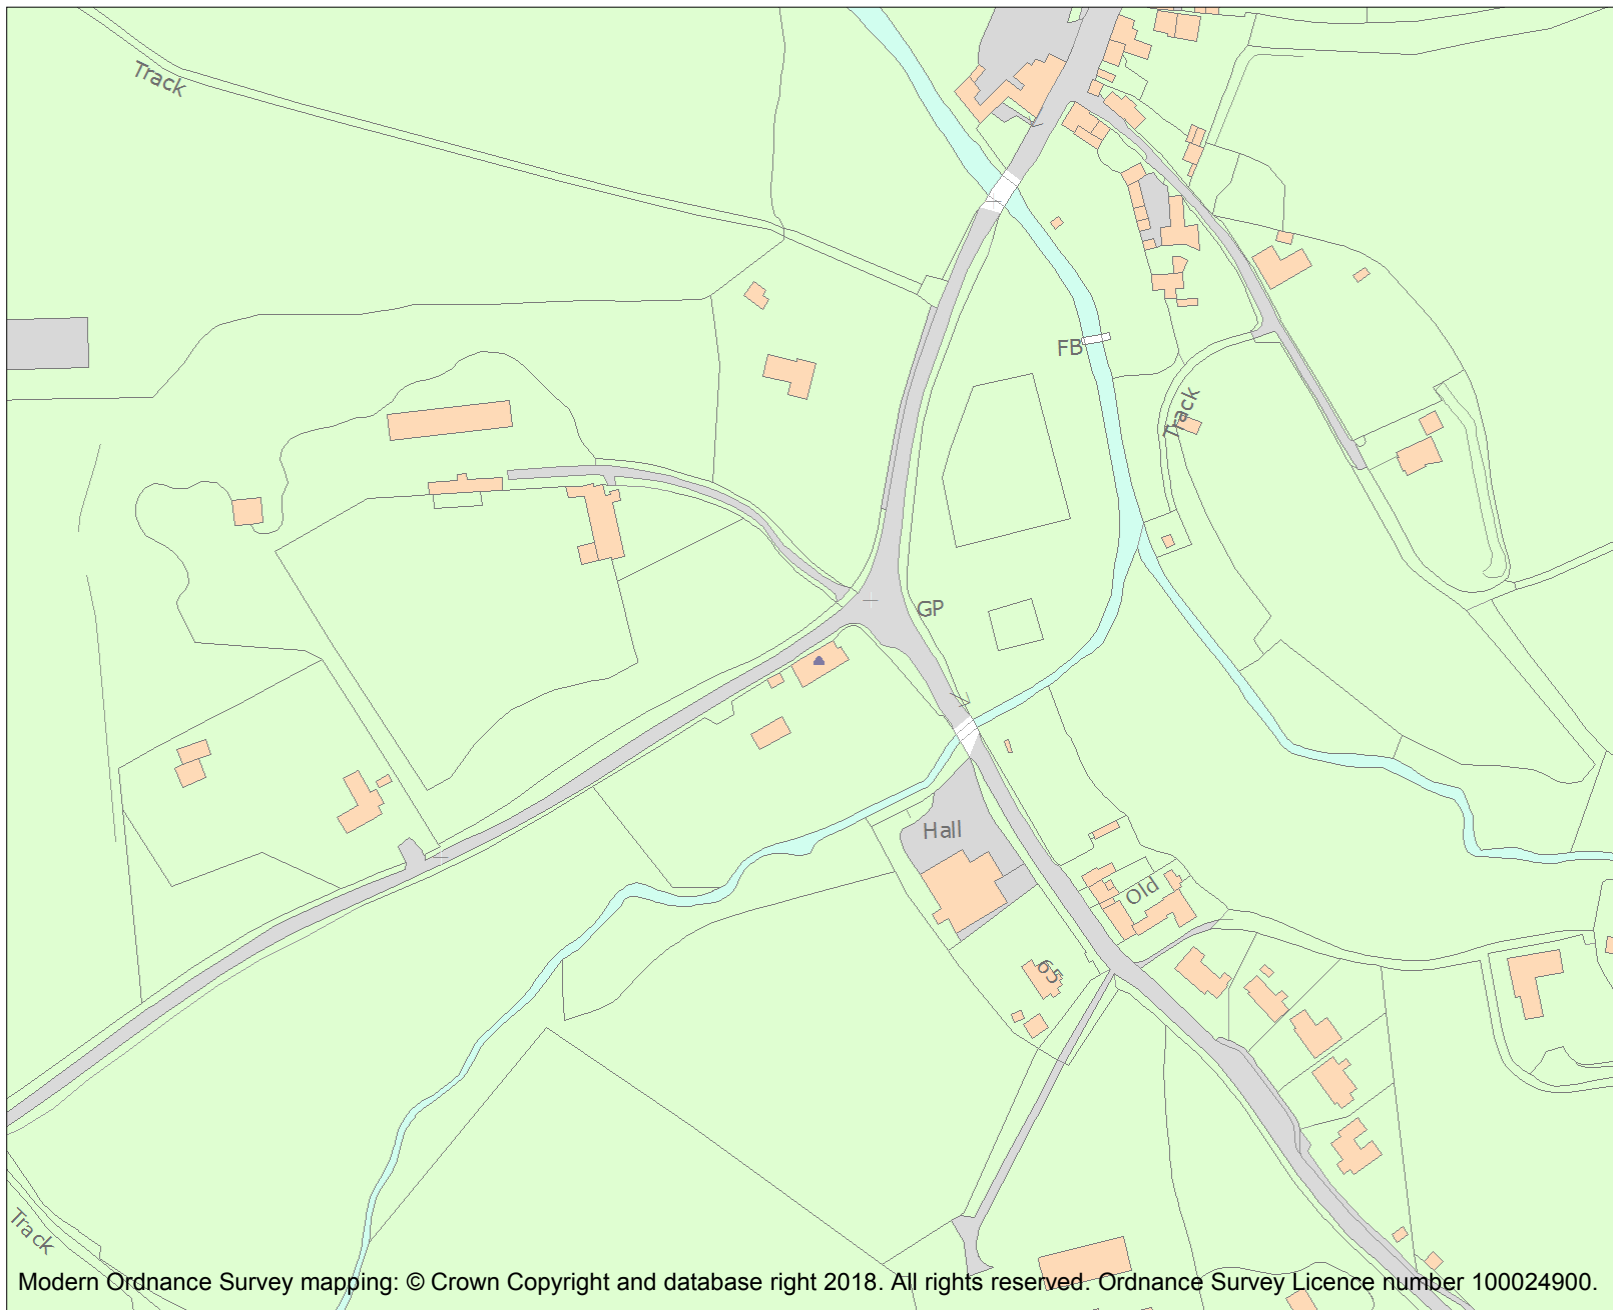 Track
FB
Track
GP
Hall
Old
65
Track
Modern Ordnance Survey mapping: © Crown Copyright and database right 2018. All rights reserved. Ordnance Survey Licence number 100024900.